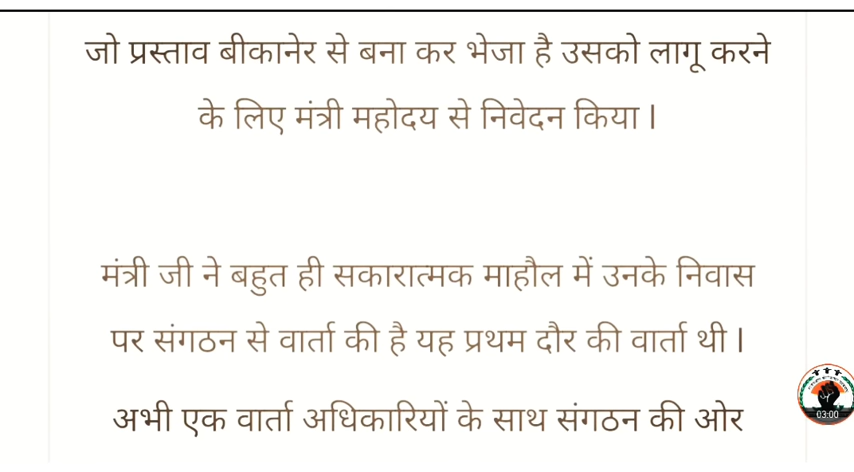 जो प्रस्ताव बीकानेर से बना कर भेजा है उसको लागू करने
के लिए मंत्री महोदय से निवेदन किया।
मंत्री जी ने बहुत ही सकारात्मक माहौल में उनके निवास
पर संगठन से वार्ता की है यह प्रथम दौर की वार्ता थी।
03:00
अभी एक वार्ता अधिकारियों के साथ संगठन की ओर